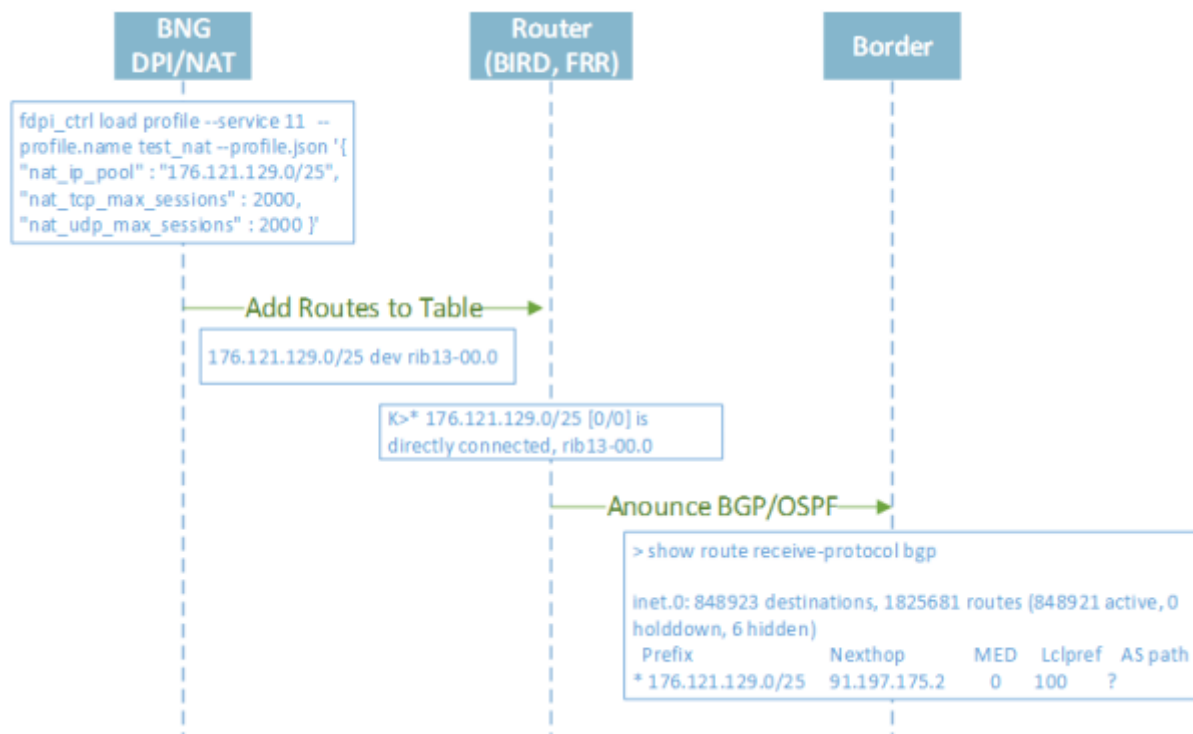 BNG
DPI/NAT
Router
(BIRD, FRR)
Border
fdpi_ctrl load profile --service 11 --
profile.name test_nat --profile.json '{
"nat_ip_pool" : "176.121.129.0/25",
"nat_tcp_max_sessions" : 2000,
"nat_udp_max_sessions" : 2000 }'
Add Routes to Table
176.121.129.0/25 dev rib13-00.0
K>* 176.121.129.0/25 [0/0] is
directly connected, rib13-00.0
Anounce BGP/OSPF
> show route receive-protocol bgp
inet.0: 848923 destinations, 1825681 routes (848921 active, 0
holddown, 6 hidden)
Prefix Nexthop MED Lclpref AS path
* 176.121.129.0/25 91.197.175.2 0 100 ?